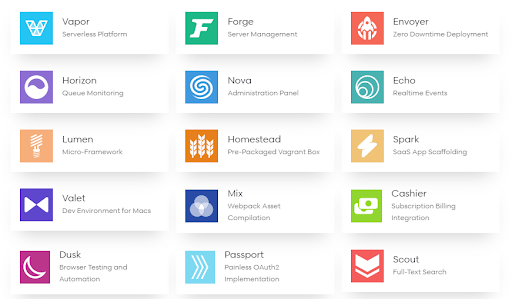 Vapor
Serverless Platform
Forge
Server Management
Envoyer
Zero Downtime Deployment
Horizon
Queue Monitoring
Nova
Administration Panel
Echo
Realtime Events
Lumen
Micro-Framework
Homestead
Pre-Packaged Vagrant Box
Spark
SaaS App Scaffolding
Valet
Dev Environment for Macs
Mix
Webpack Asset
Compilation
Cashier
Subscription Billing
Integration
Dusk
Browser Testing and
Automation
Passport
Painless OAuth2
Implementation
Scout
Full-Text Search